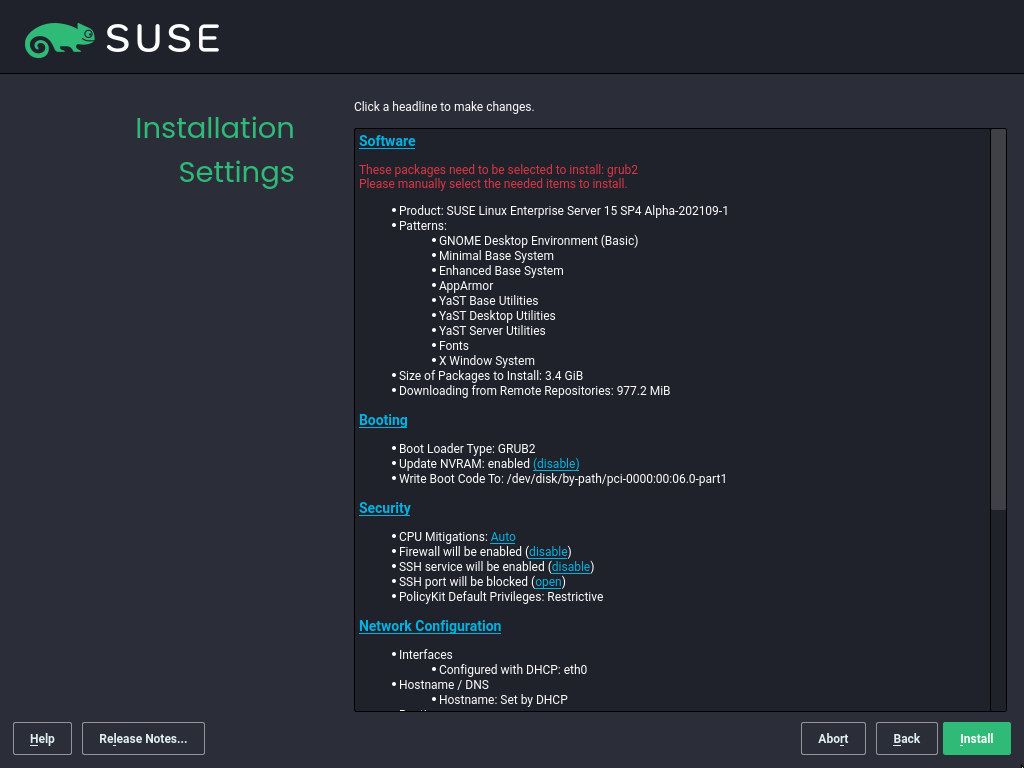 SUSE
Installation
Settings
Click a headline to make changes.
Software
These packages need to be selected to install: grub2
Please manually select the needed items to install.
• Product: SUSE Linux Enterprise Server 15 SP4 Alpha-202109-1
• Patterns:
• GNOME Desktop Environment (Basic)
• Minimal Base System
• Enhanced Base System
• AppArmor
• YaST Base Utilities
• YaST Desktop Utilities
• YaST Server Utilities
• Fonts
• X Window System
• Size of Packages to Install: 3.4 GiB
• Downloading from Remote Repositories: 977.2 MiB
Booting
• Boot Loader Type: GRUB2
• Update NVRAM: enabled (disable)
• Write Boot Code To: /dev/disk/by-path/pci-0000:00:06.0-part1
Security
• CPU Mitigations: Auto
• Firewall will be enabled (disable)
• SSH service will be enabled (disable)
• SSH port will be blocked (open)
• PolicyKit Default Privileges: Restrictive
Network Configuration
• Interfaces
• Configured with DHCP: eth0
• Hostname / DNS
• Hostname: Set by DHCP
Help
Release Notes...
Abort
Back
Install